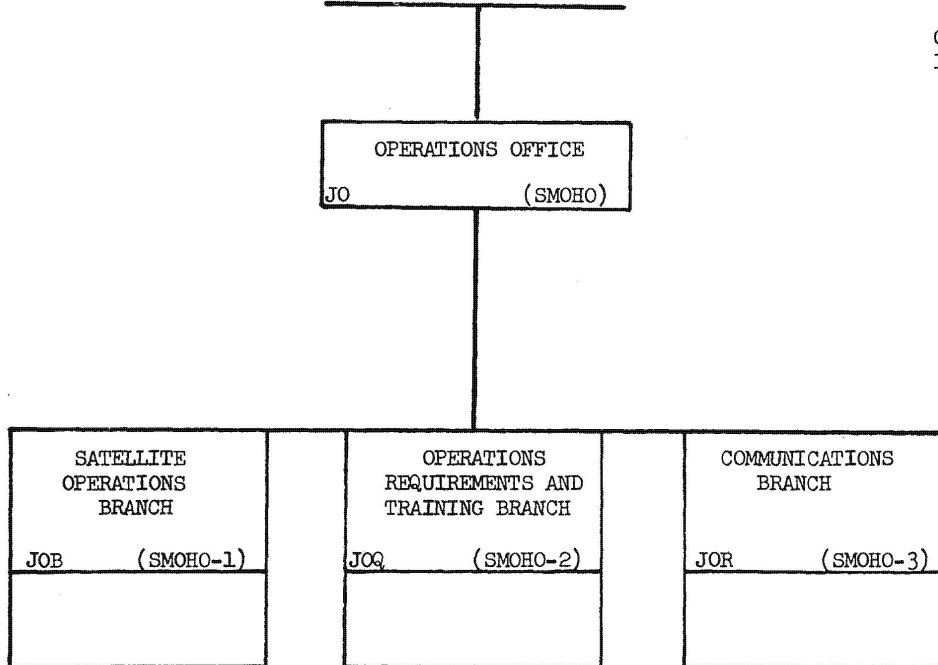 OPERATIONS OFFICE
JO (SMOHO)
SATELLITE
OPERATIONS
BRANCH
JOB (SMOHO-1)
OPERATIONS
REQUIREMENTS AND
TRAINING BRANCH
JOQ (SMOHO-2)
COMMUNICATIONS
BRANCH
JOR (SMOHO-3)